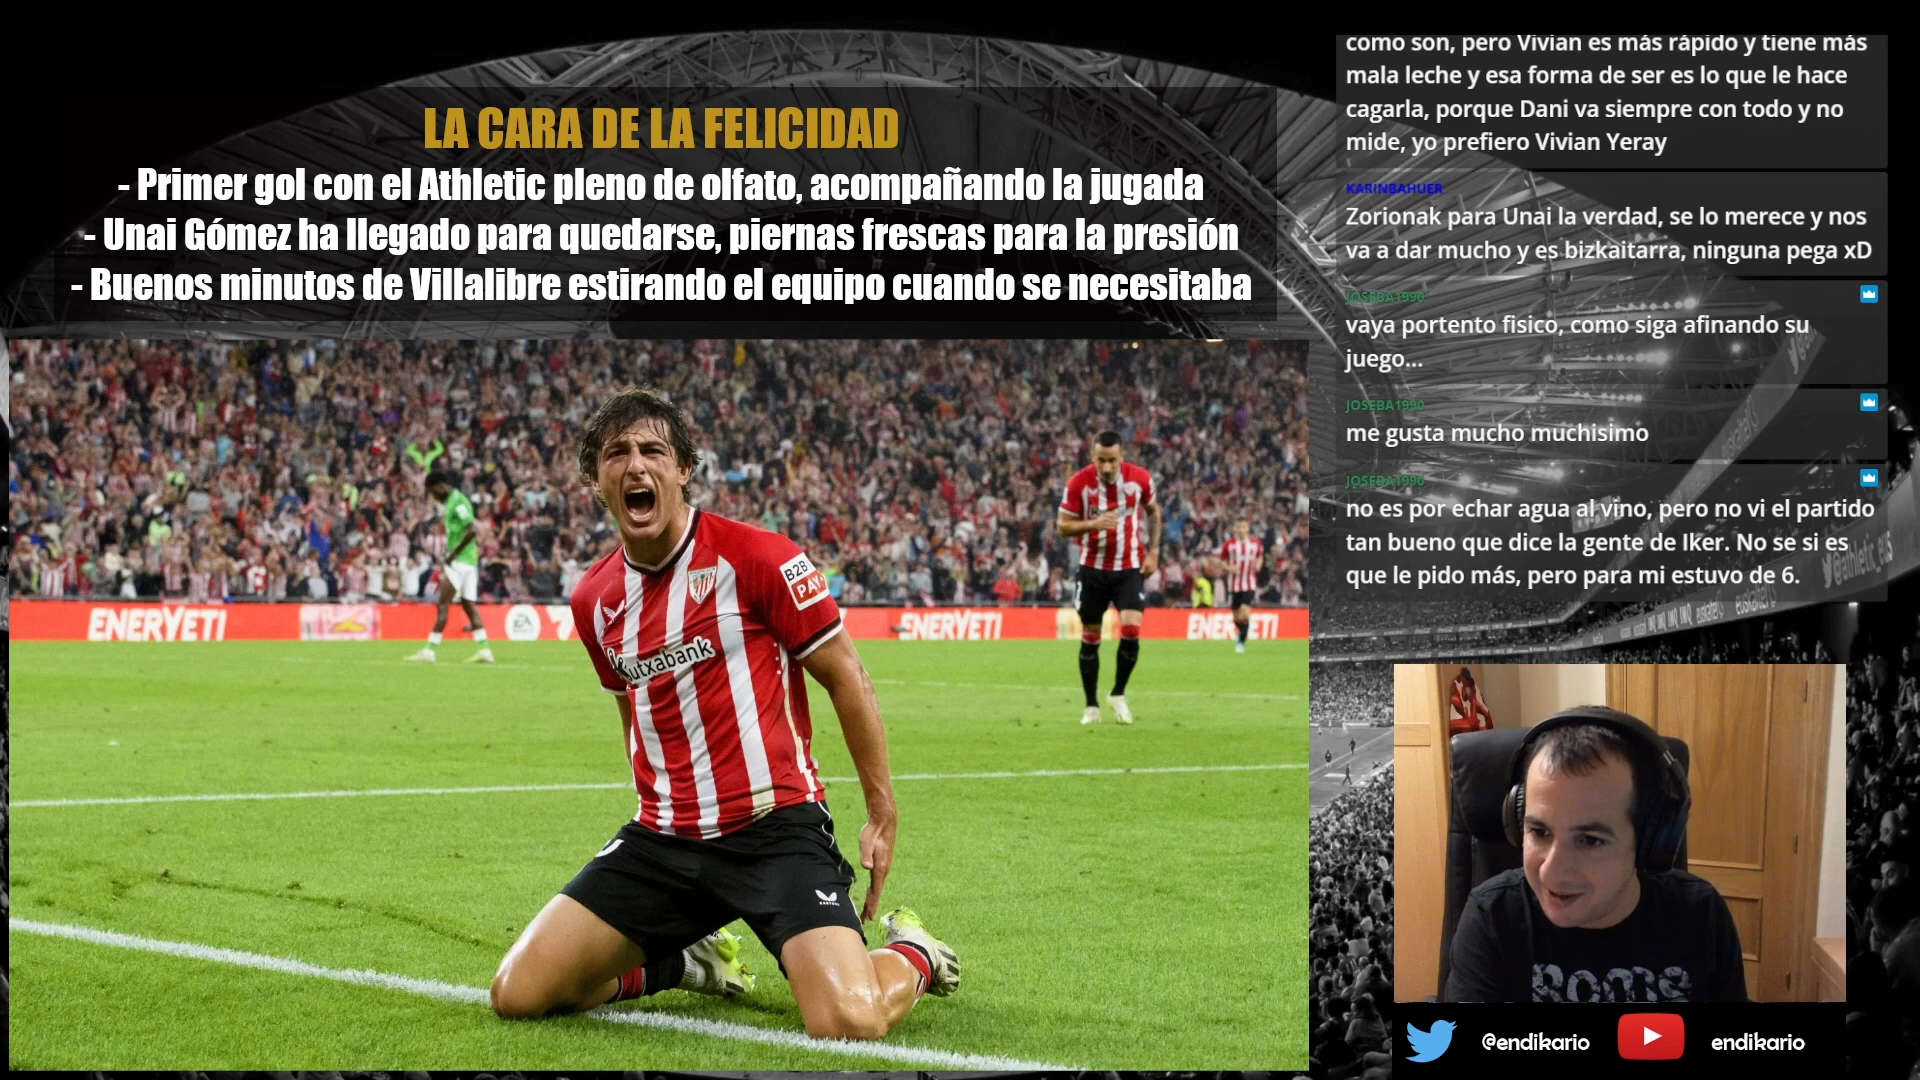 LA CARA DE LA FELICIDAD
- Primer gol con el Athletic pleno de olfato, acompañando la jugada
- Unai Gómez ha llegado para quedarse, piernas frescas para la presión
- Buenos minutos de Villalibre estirando el equipo cuando se necesitaba
como son, pero Vivian es más rápido y tiene más
mala leche y esa forma de ser es lo que le hace
cagarla, porque Dani va siempre con todo y no
mide, yo prefiero Vivian Yeray
KARINBAHUER
Zorionak para Unai la verdad, se lo merece y nos
va a dar mucho y es bizkaitarra, ninguna pega xD
JOSEBA1990
vaya portento fisico, como siga afinando su
juego...
JOSEBA1990
me gusta mucho muchisimo
JOSEBA1990
no es por echar agua al vino, pero no vi el partido
tan bueno que dice la gente de Iker. No se si es
que le pido más, pero para mi estuvo de 6.
ENERYETI
EA
7
ENERYETI
ENERYETI
B2B
PAY
Kutxabank
@athletic_eus
euskaltel
Rome
@endikario
endikario